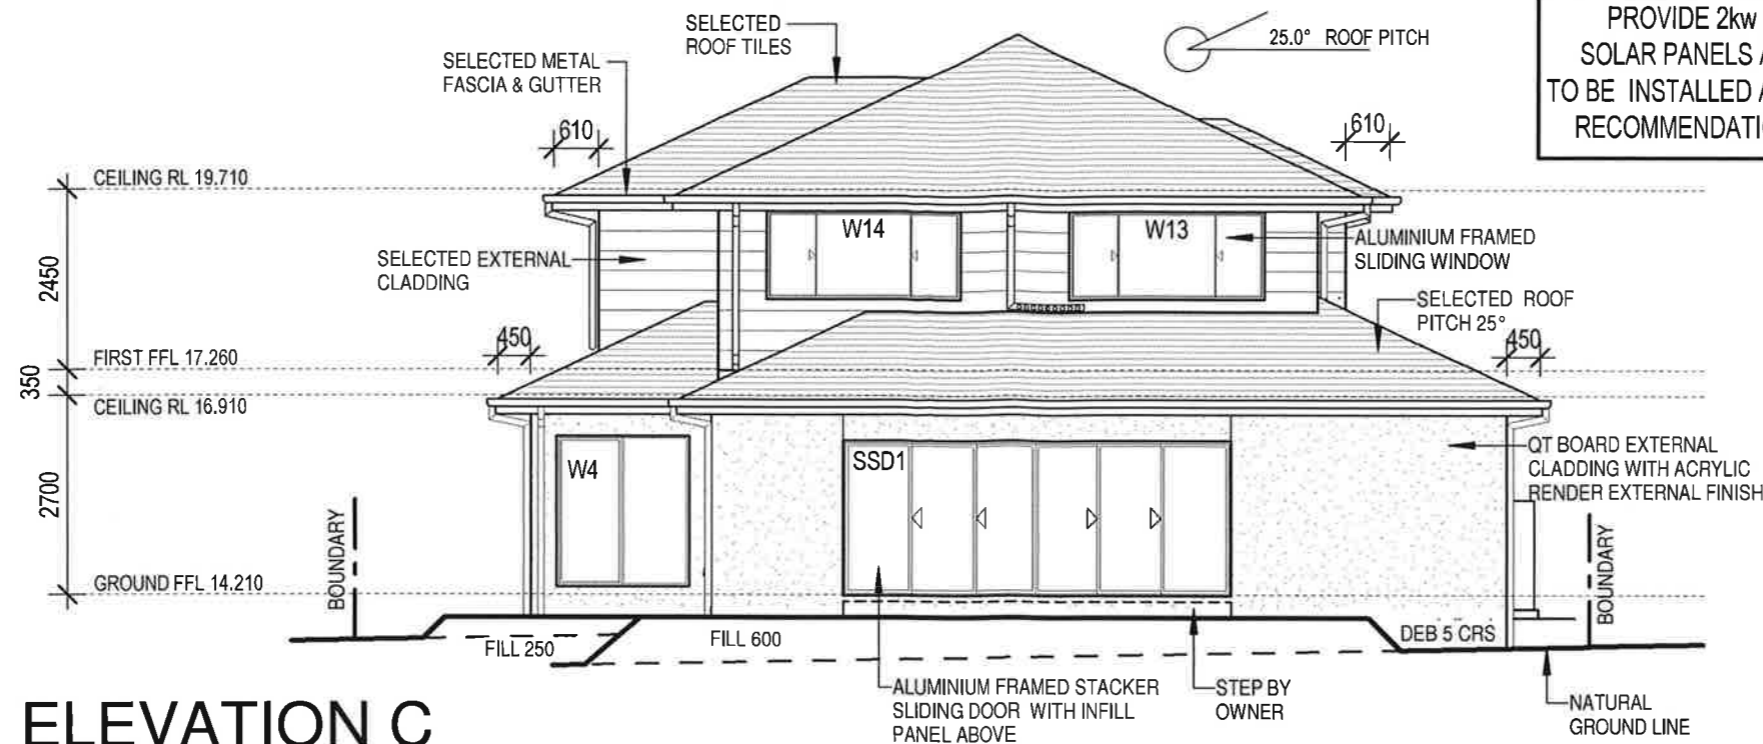 PROVIDE 2kw
SOLAR PANELS
TO BE INSTALLED
SELECTED
ROOF TILES
25.0° ROOF PITCH
SELECTED METAL
FASCIA & GUTTER
610
610
CEILING RL 19.710
W14
W13
ALUMINIUM FRAMED
SLIDING WINDOW
SELECTED EXTERNAL
CLADDING
2450
SELECTED ROOF
PITCH 25°
450
450
FIRST FFL 17.260
350
CEILING RL 16.910
QT BOARD EXTERNAL
CLADDING WITH ACRYLIC
RENDER EXTERNAL FINISH
W4
SSD1
2700
BOUNDARY
BOUNDARY
GROUND FFL 14.210
FILL 250
FILL 600
DEB 5 CRS
ALUMINIUM FRAMED STACKER
SLIDING DOOR WITH INFILL
PANEL ABOVE
STEP BY
OWNER
NATURAL
GROUND LINE
ELEVATION C